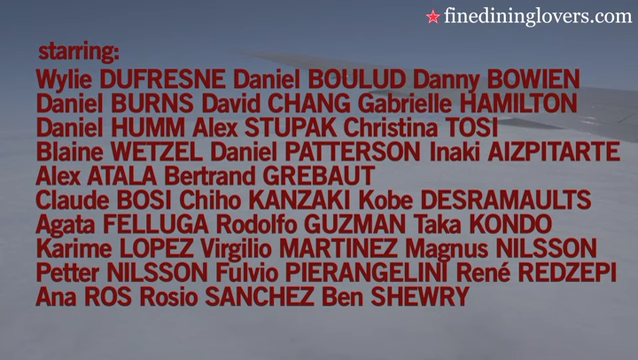 finedininglovers.com
starring:
Wylie DUFRESNE Daniel BOULUD Danny BOWIEN
Daniel BURNS David CHANG Gabrielle HAMILTON
Daniel HUMM Alex STUPAK Christina TOSI
Blaine WETZEL Daniel PATTERSON Inaki AIZPITARTE
Alex ATALA Bertrand GREBAUT
Claude BOSI Chiho KANZAKI Kobe DESRAMAULTS
Agata FELLUGA Rodolfo GUZMAN Taka KONDO
Karime LOPEZ Virgilio MARTINEZ Magnus NILSSON
Petter NILSSON Fulvio PIERANGELINI René REDZEPI
Ana ROS Rosio SANCHEZ Ben SHEWRY